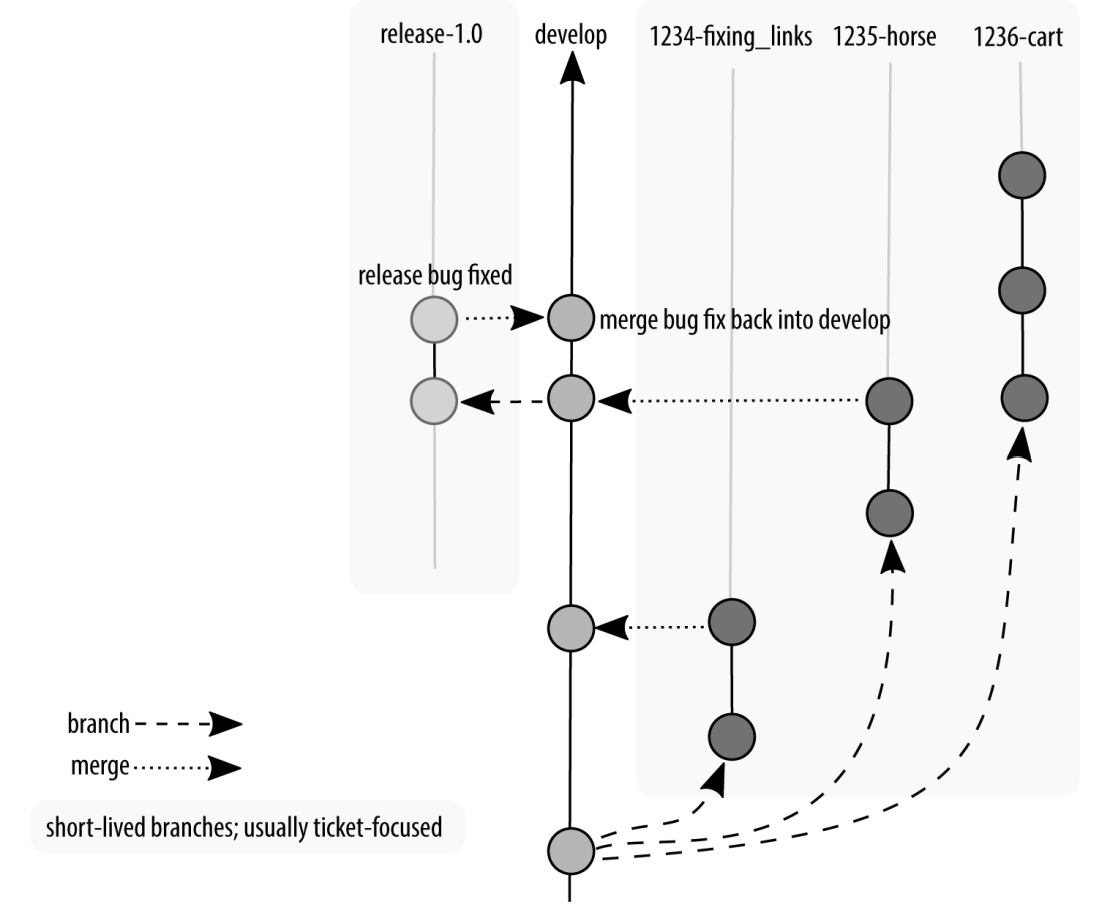 release-1.0
develop
1234-fixing_links
1235-horse
1236-cart
release bug fixed
merge bug fix back into develop
branch
merge
short-lived branches; usually ticket-focused